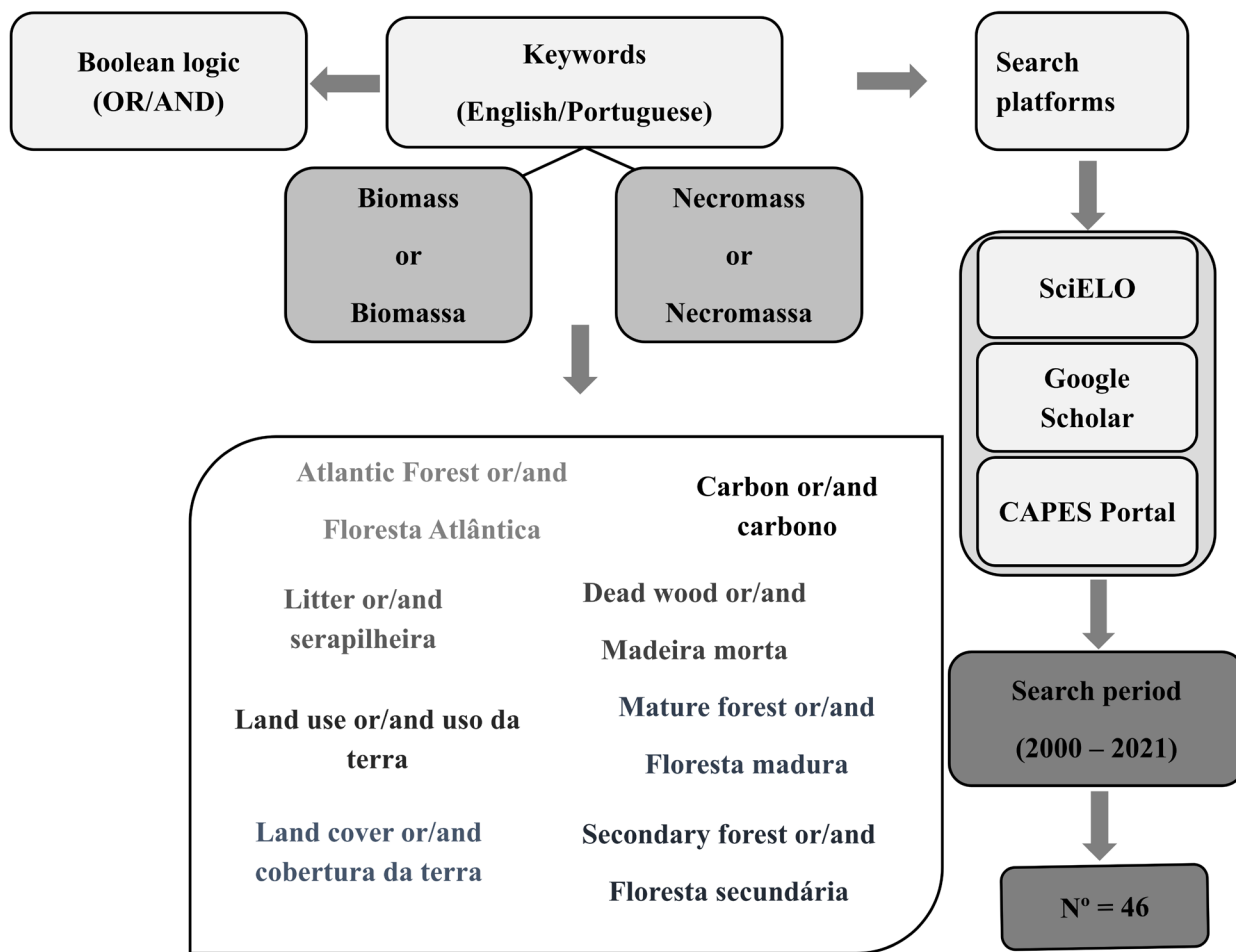 Boolean logic
(OR/AND)
Keywords
(English/Portuguese)
Search
platforms
Biomass
or
Biomassa
Necromass
or
Necromassa
SciELO
Google
Scholar
CAPES Portal
Atlantic Forest or/and
Floresta Atlântica
Carbon or/and
carbono
Litter or/and
serapilheira
Dead wood or/and
Madeira morta
Land use or/and uso da
terra
Mature forest or/and
Floresta madura
Land cover or/and
cobertura da terra
Secondary forest or/and
Floresta secundária
Search period
(2000 – 2021)
Nº = 46